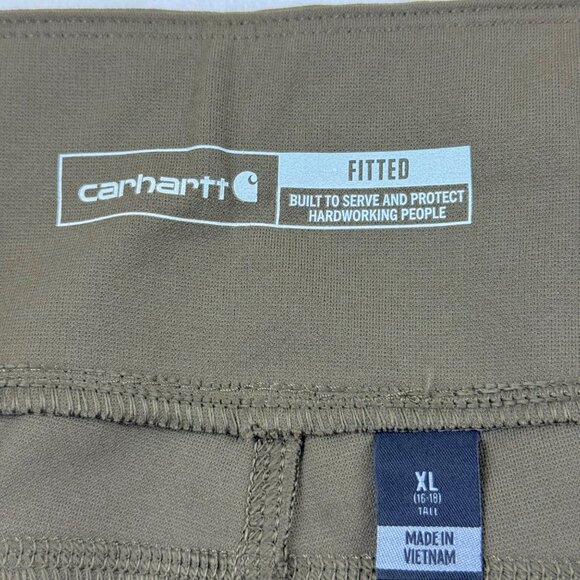 carhartt
FITTED
BUILT TO SERVE AND PROTECT
HARDWORKING PEOPLE
XL
(16-18)
TALL
MADE IN
VIETNAM